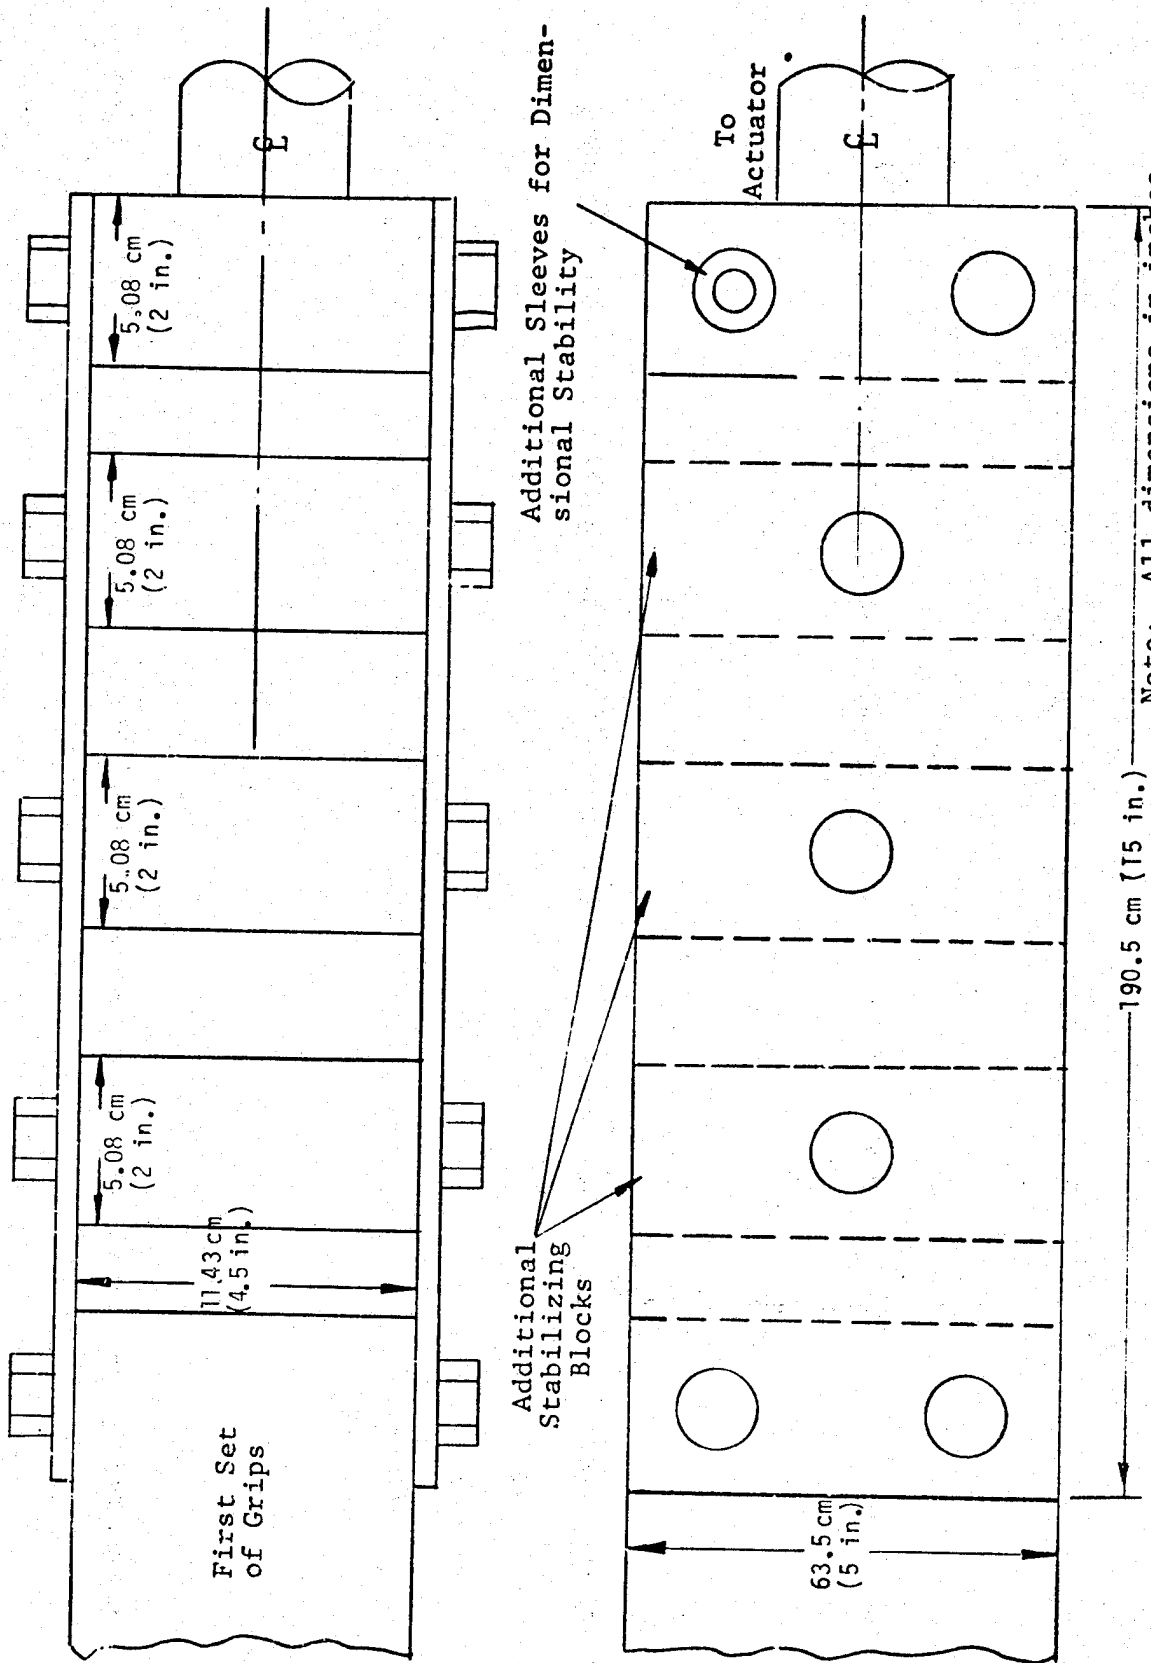 5.08 cm
(2 in.)
5.08 cm
(2 in.)
5.08 cm
(2 in.)
5.08 cm
(2 in.)
11.43 cm
(4.5 in.)
First Set
of Grips
℄
Additional Sleeves for Dimen-
sional Stability
Additional
Stabilizing
Blocks
To
Actuator
℄
63.5 cm
(5 in.)
190.5 cm (15 in.)
Note: All dimensions in inches